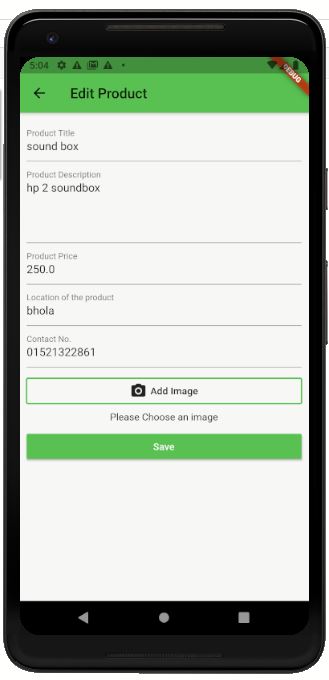 5:04
DEBUG
Edit Product
Product Title
sound box
Product Description
hp 2 soundbox
Product Price
250.0
Location of the product
bhola
Contact No.
01521322861
Add Image
Please Choose an image
Save